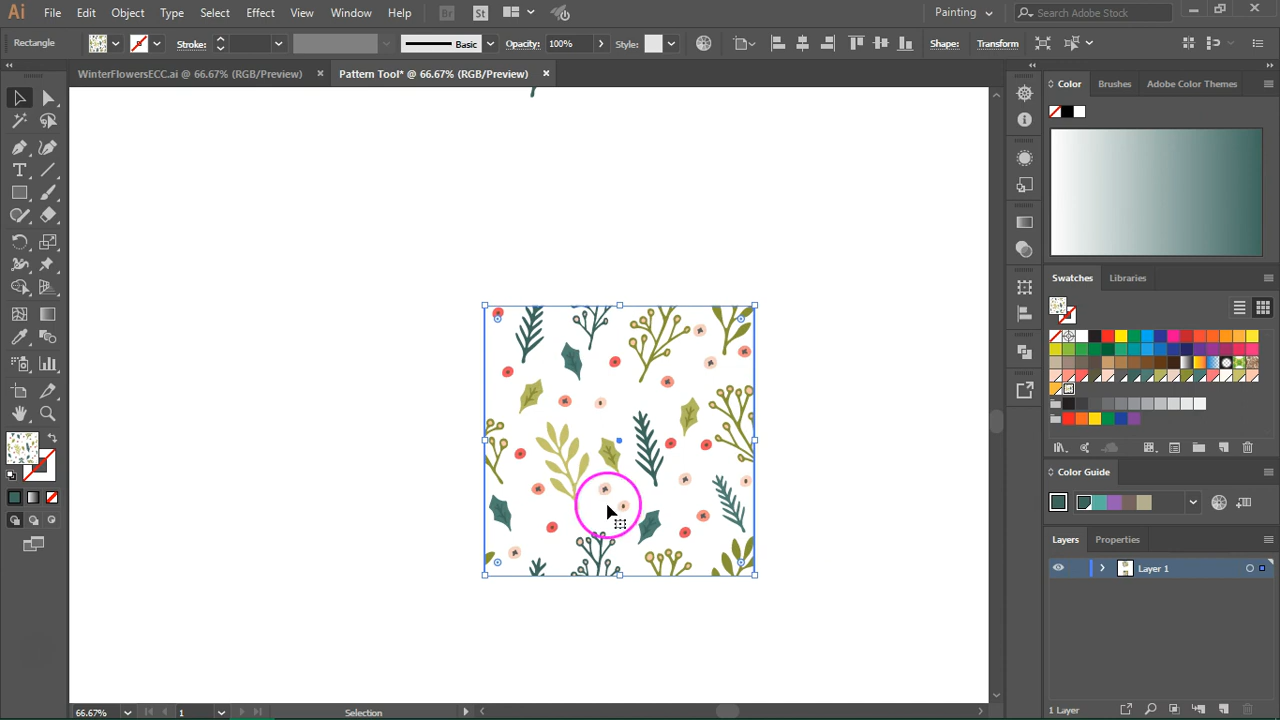 Ai File Edit Object Type Select Effect View Window Help Br St Painting Search Adobe Stock
Rectangle Stroke: Basic Opacity: 100% Style: Shape: Transform
WinterFlowersECC.ai @ 66.67% (RGB/Preview) × Pattern Tool* @ 66.67% (RGB/Preview) ×
Color Brushes Adobe Color Themes
Swatches Libraries
Color Guide
Layers Properties
Layer 1
1 Layer
66.67% 1 Selection